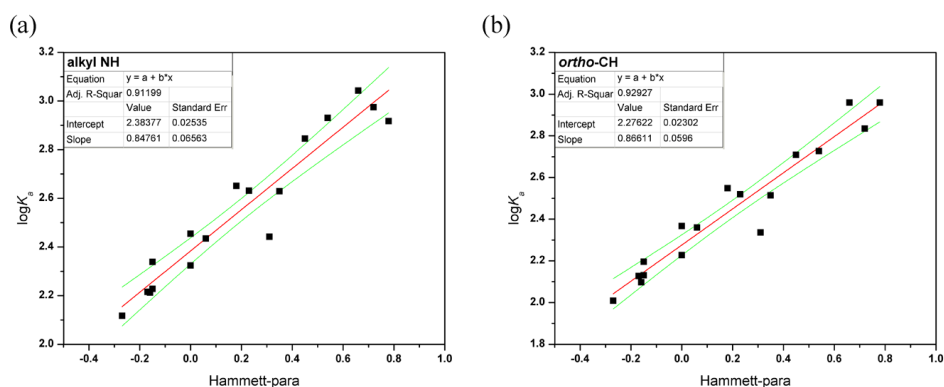 (a)
alkyl NH
Equation y = a + b*x
Adj. R-Squar 0.91199
Value Standard Err
Intercept 2.38377 0.02535
Slope 0.84761 0.06563
3.2
3.0
2.8
2.6
2.4
2.2
2.0
logKa
-0.4 -0.2 0.0 0.2 0.4 0.6 0.8 1.0
Hammett-para
(b)
ortho-CH
Equation y = a + b*x
Adj. R-Squar 0.92927
Value Standard Err
Intercept 2.27622 0.02302
Slope 0.86611 0.0596
3.2
3.0
2.8
2.6
2.4
2.2
2.0
1.8
logKa
-0.4 -0.2 0.0 0.2 0.4 0.6 0.8 1.0
Hammett-para